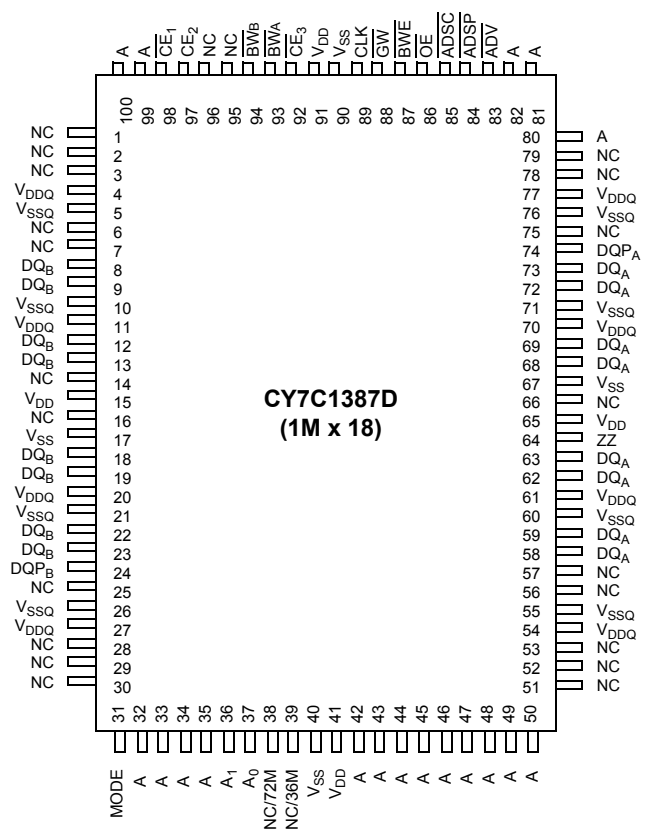 A A CE1 CE2 NC NC BWB BWA CE3 VDD VSS CLK GW BWE OE ADSC ADSP ADV A A
100 99 98 97 96 95 94 93 92 91 90 89 88 87 86 85 84 83 82 81
NC 1
NC 2
NC 3
VDDQ 4
VSSQ 5
NC 6
NC 7
DQB 8
DQB 9
VSSQ 10
VDDQ 11
DQB 12
DQB 13
NC 14
VDD 15
NC 16
VSS 17
DQB 18
DQB 19
VDDQ 20
VSSQ 21
DQB 22
DQB 23
DQPB 24
NC 25
VSSQ 26
VDDQ 27
NC 28
NC 29
NC 30
CY7C1387D
(1M x 18)
80 A
79 NC
78 NC
77 VDDQ
76 VSSQ
75 NC
74 DQPA
73 DQA
72 DQA
71 VSSQ
70 VDDQ
69 DQA
68 DQA
67 VSS
66 NC
65 VDD
64 ZZ
63 DQA
62 DQA
61 VDDQ
60 VSSQ
59 DQA
58 DQA
57 NC
56 NC
55 VSSQ
54 VDDQ
53 NC
52 NC
51 NC
31 32 33 34 35 36 37 38 39 40 41 42 43 44 45 46 47 48 49 50
MODE A A A A A1 A0 NC/72M NC/36M VSS VDD A A A A A A A A A